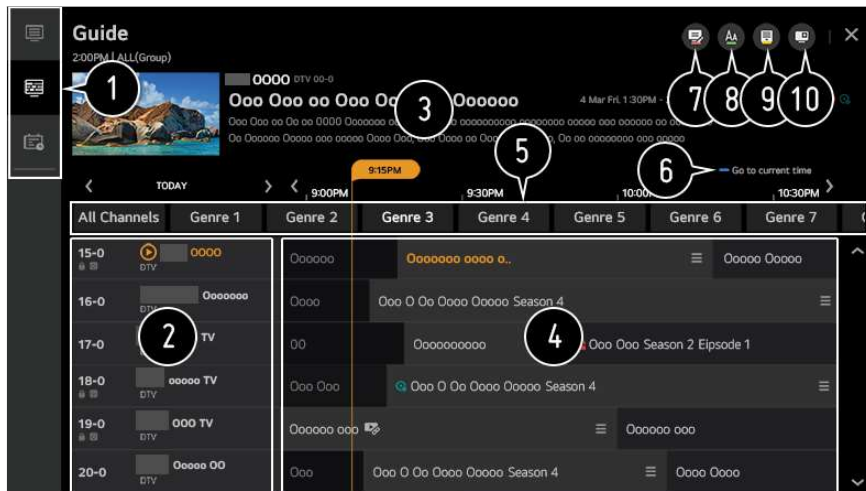 Guide
2:00PM | ALL(Group)
OOOO DTV 00-0
Ooo Ooo oo Ooo
Oooooo
4 Mar Fri. 1:30PM
1
2
3
4
5
6
7
8
9
10
Go to current time
9:15PM
TODAY
9:00PM
9:30PM
10:30PM
All Channels Genre 1 Genre 2 Genre 3 Genre 4 Genre 5 Genre 6 Genre 7
15-0 OOOO Oooooo Ooooooo oooo o.. Ooooo Ooooo
DTV
16-0 Ooooooo Oooo Ooo O Oo Oooo Ooooo Season 4
DTV
17-0 TV OO Oooooooooo Ooo Ooo Season 2 Eipsode 1
18-0 ooooo TV Ooo Ooo Ooo O Oo Oooo Ooooo Season 4
DTV
19-0 OOO TV Oooooo ooo Oooooo ooo
DTV
20-0 Ooooo OO Ooo Ooo O Oo Oooo Ooooo Season 4 Oooo Oooo
DTV